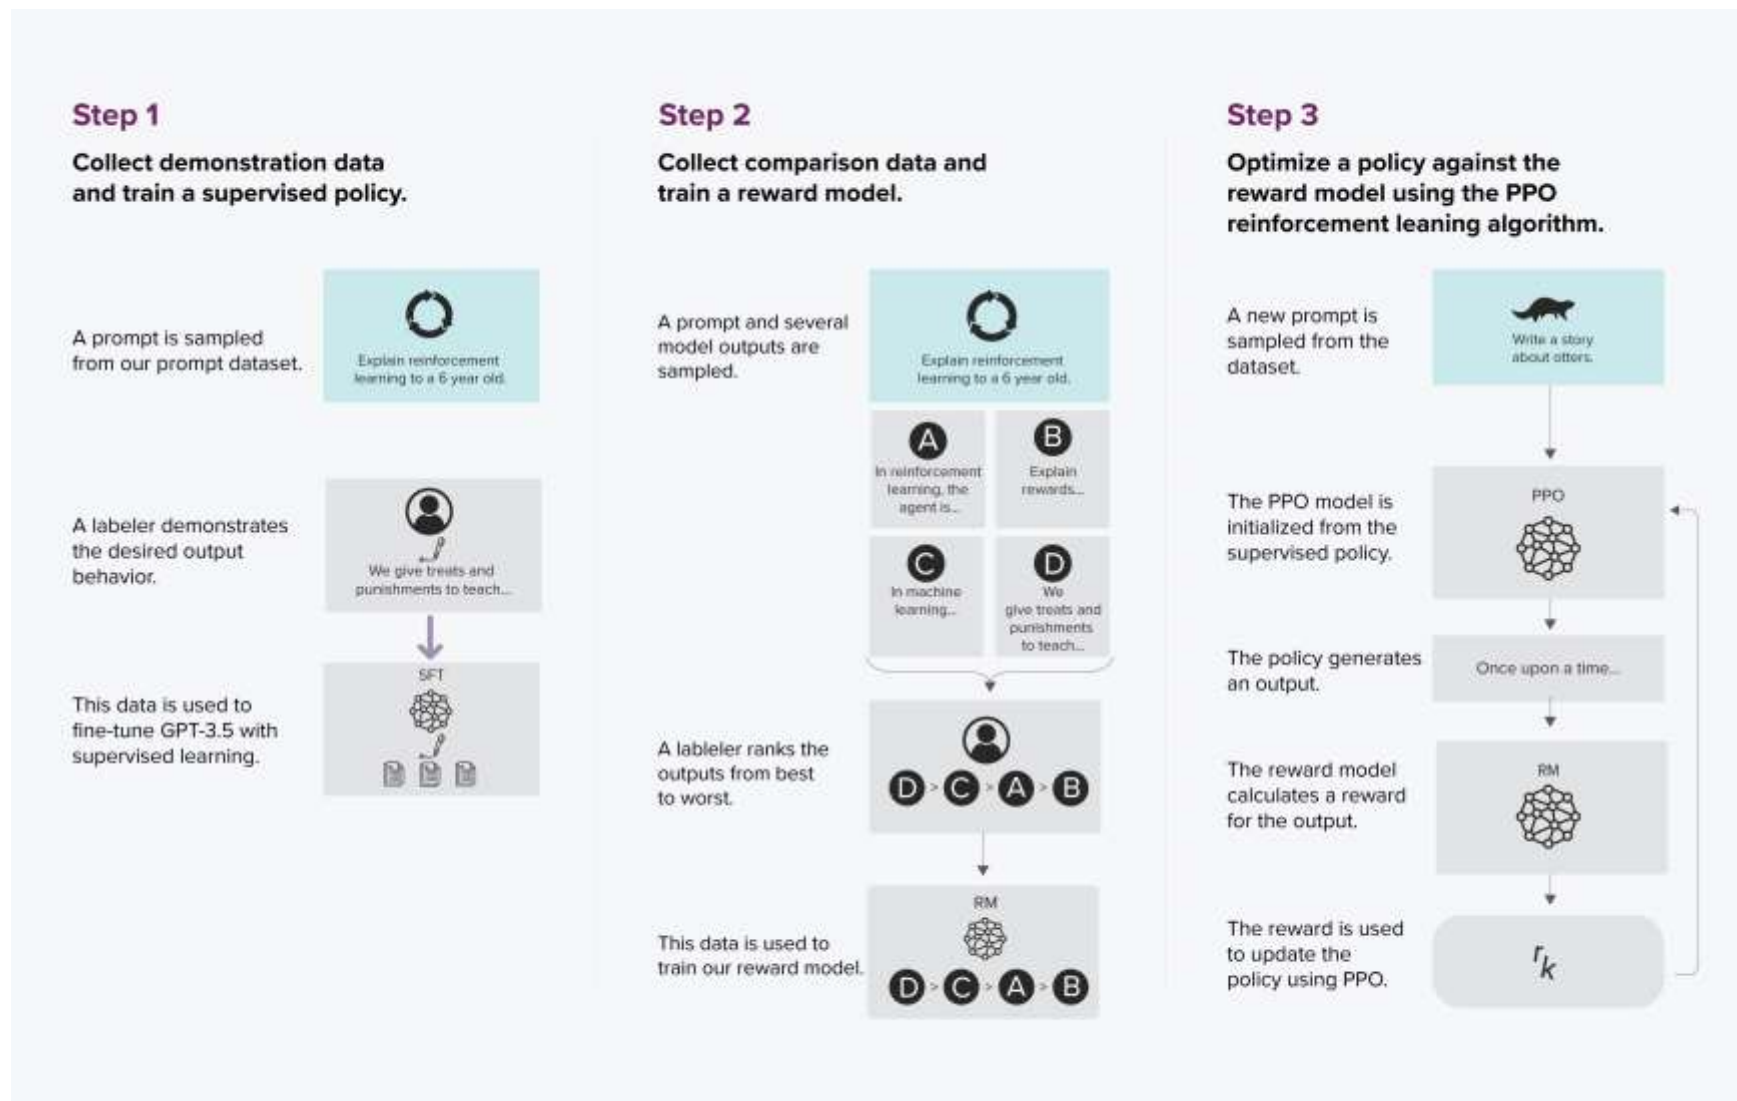 Step 1
Collect demonstration data
and train a supervised policy.
A prompt is sampled
from our prompt dataset.
Explain reinforcement
learning to a 6 year old.
A labeler demonstrates
the desired output
behavior.
We give treats and
punishments to teach...
This data is used to
fine-tune GPT-3.5 with
supervised learning.
SFT
Step 2
Collect comparison data and
train a reward model.
A prompt and several
model outputs are
sampled.
Explain reinforcement
learning to a 6 year old.
A
In reinforcement
learning, the
agent is...
B
Explain
rewards...
C
In machine
learning...
D
We
give treats and
punishments
to teach...
A lableler ranks the
outputs from best
to worst.
D > C > A > B
This data is used to
train our reward model.
RM
D > C > A > B
Step 3
Optimize a policy against the
reward model using the PPO
reinforcement leaning algorithm.
A new prompt is
sampled from the
dataset.
Write a story
about otters.
The PPO model is
initialized from the
supervised policy.
PPO
The policy generates
an output.
Once upon a time...
The reward model
calculates a reward
for the output.
RM
The reward is used
to update the
policy using PPO.
rk